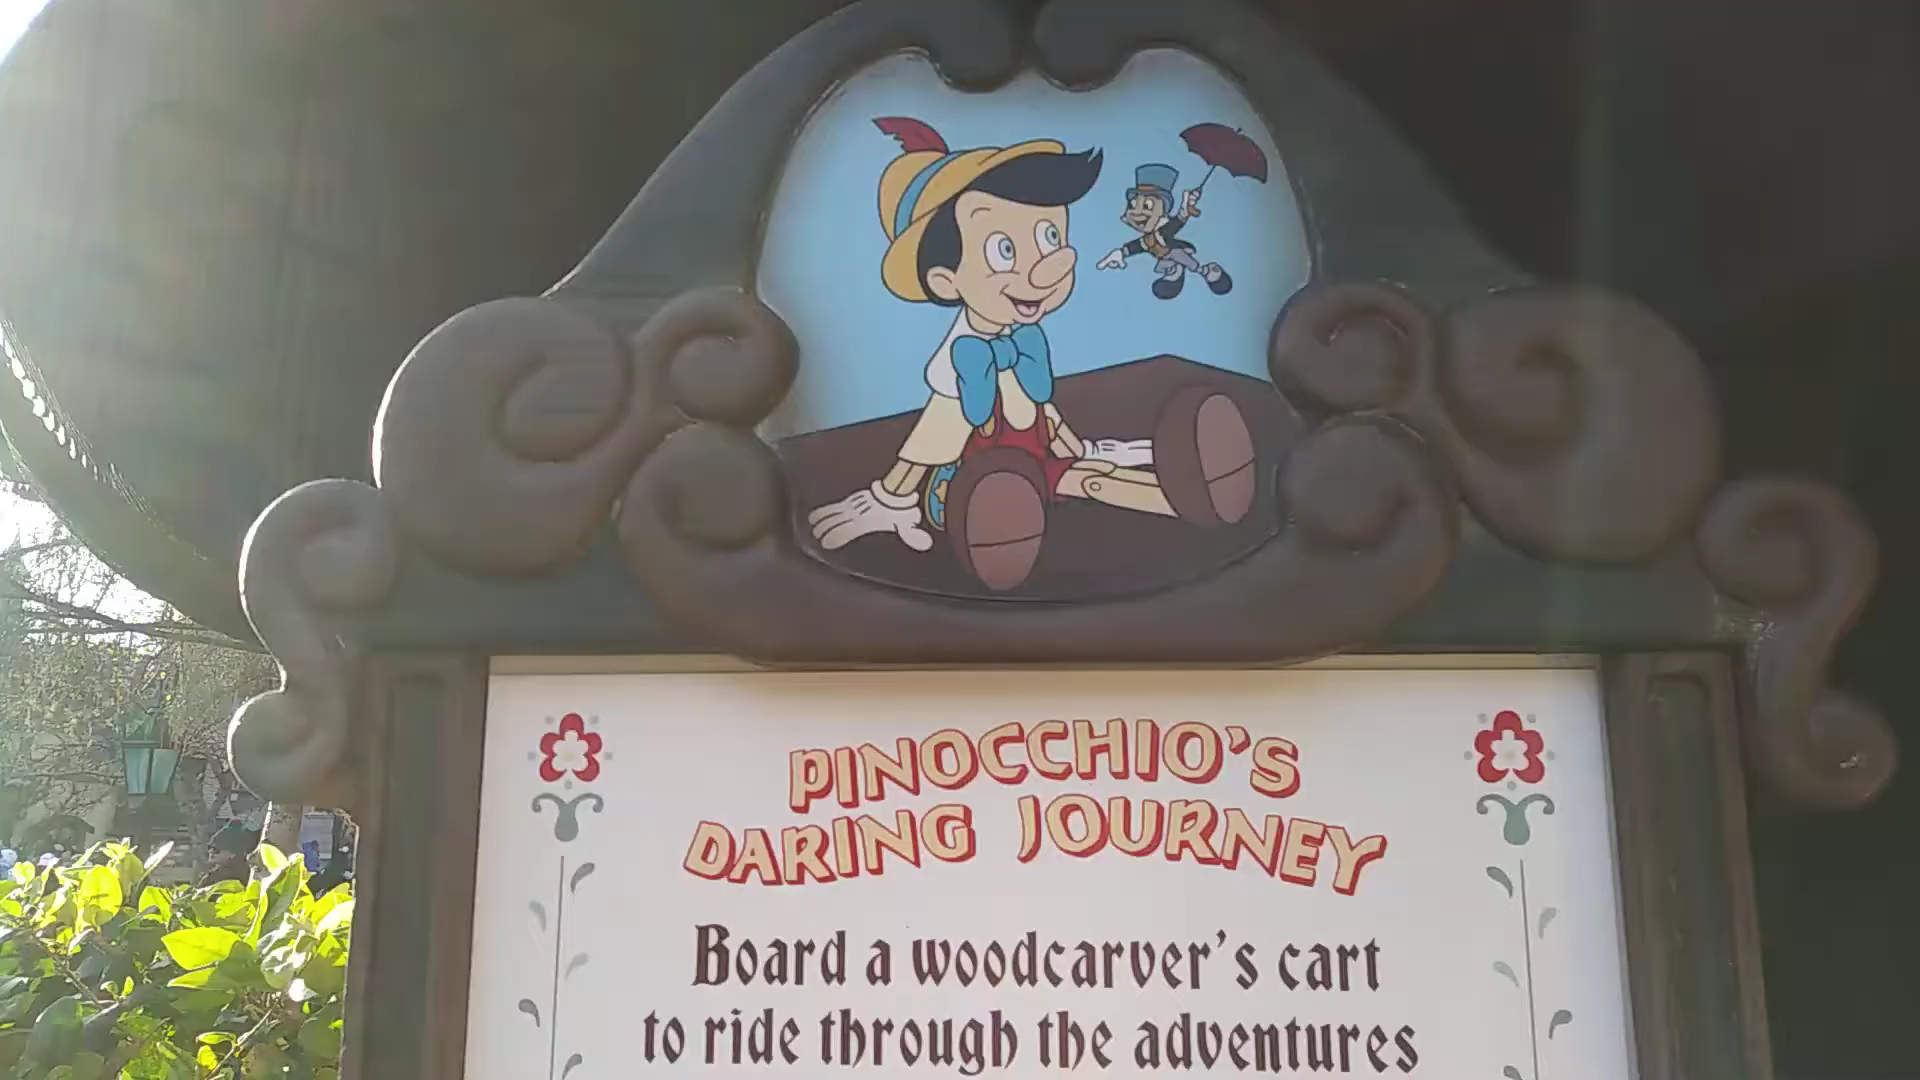 PINOCCHIO'S
DARING JOURNEY
Board a woodcarver's cart
to ride through the adventures